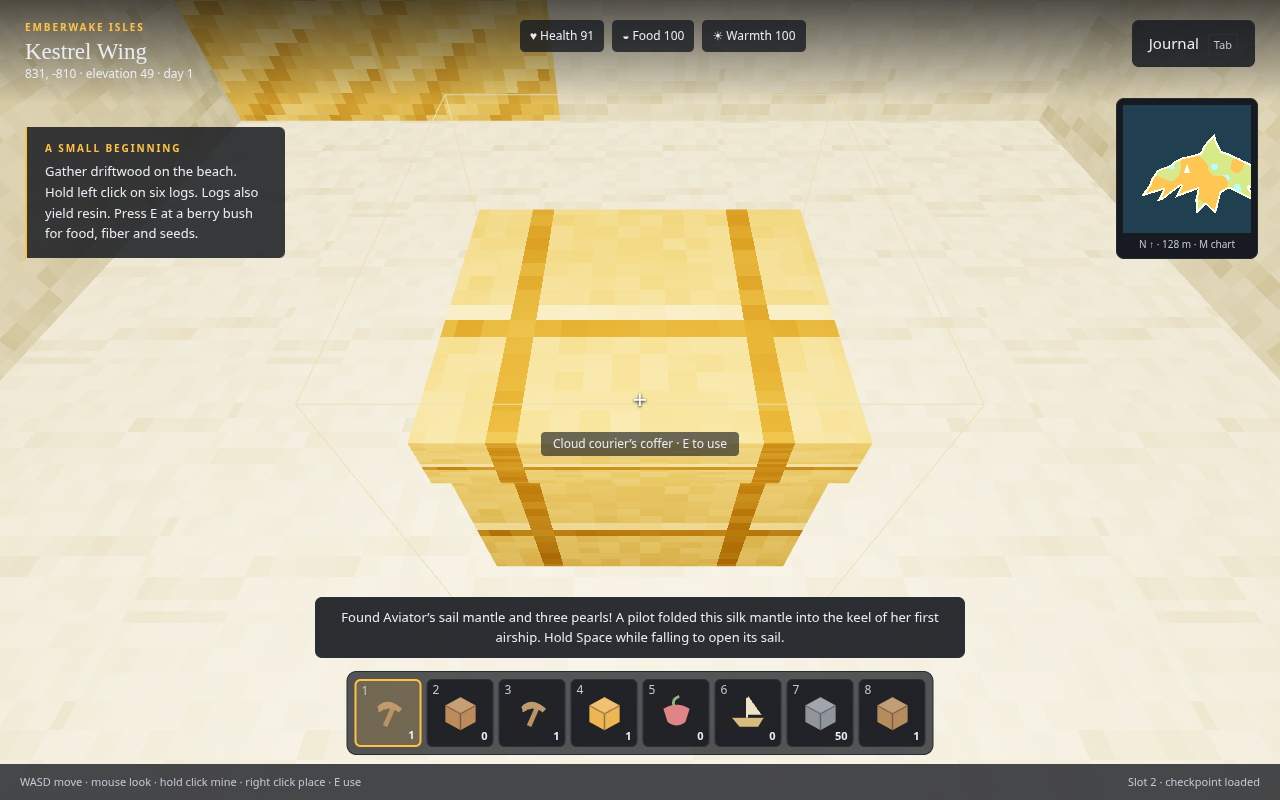 EMBERWAKE ISLES
Kestrel Wing
831, -810 · elevation 49 · day 1
♥ Health 91
Food 100
☀ Warmth 100
Journal Tab
A SMALL BEGINNING
Gather driftwood on the beach.
Hold left click on six logs. Logs also
yield resin. Press E at a berry bush
for food, fiber and seeds.
N ↑ · 128 m · M chart
Cloud courier’s coffer · E to use
Found Aviator’s sail mantle and three pearls! A pilot folded this silk mantle into the keel of her first
airship. Hold Space while falling to open its sail.
1 1
2 0
3 1
4 1
5 0
6 0
7 50
8 1
WASD move · mouse look · hold click mine · right click place · E use
Slot 2 · checkpoint loaded